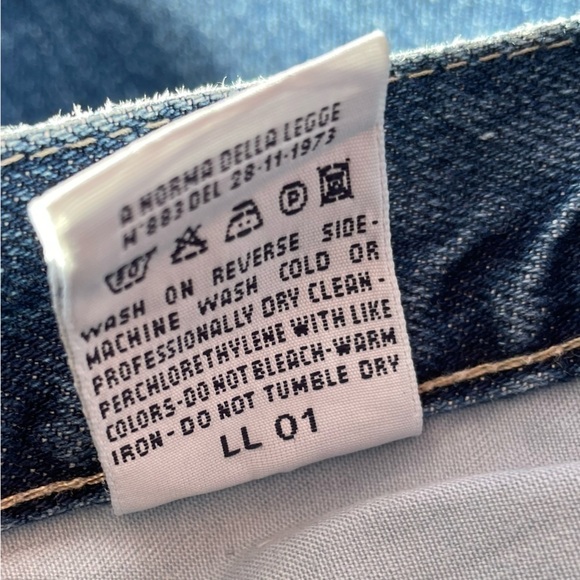 A NORMA DELLA LEGGE
N°883 DEL 28-11-1973
30 P
WASH ON REVERSE SIDE-
MACHINE WASH COLD OR
PROFESSIONALLY DRY CLEAN-
PERCHLORETHYLENE WITH LIKE
COLORS-DO NOT BLEACH-WARM
IRON-DO NOT TUMBLE DRY
LL 01